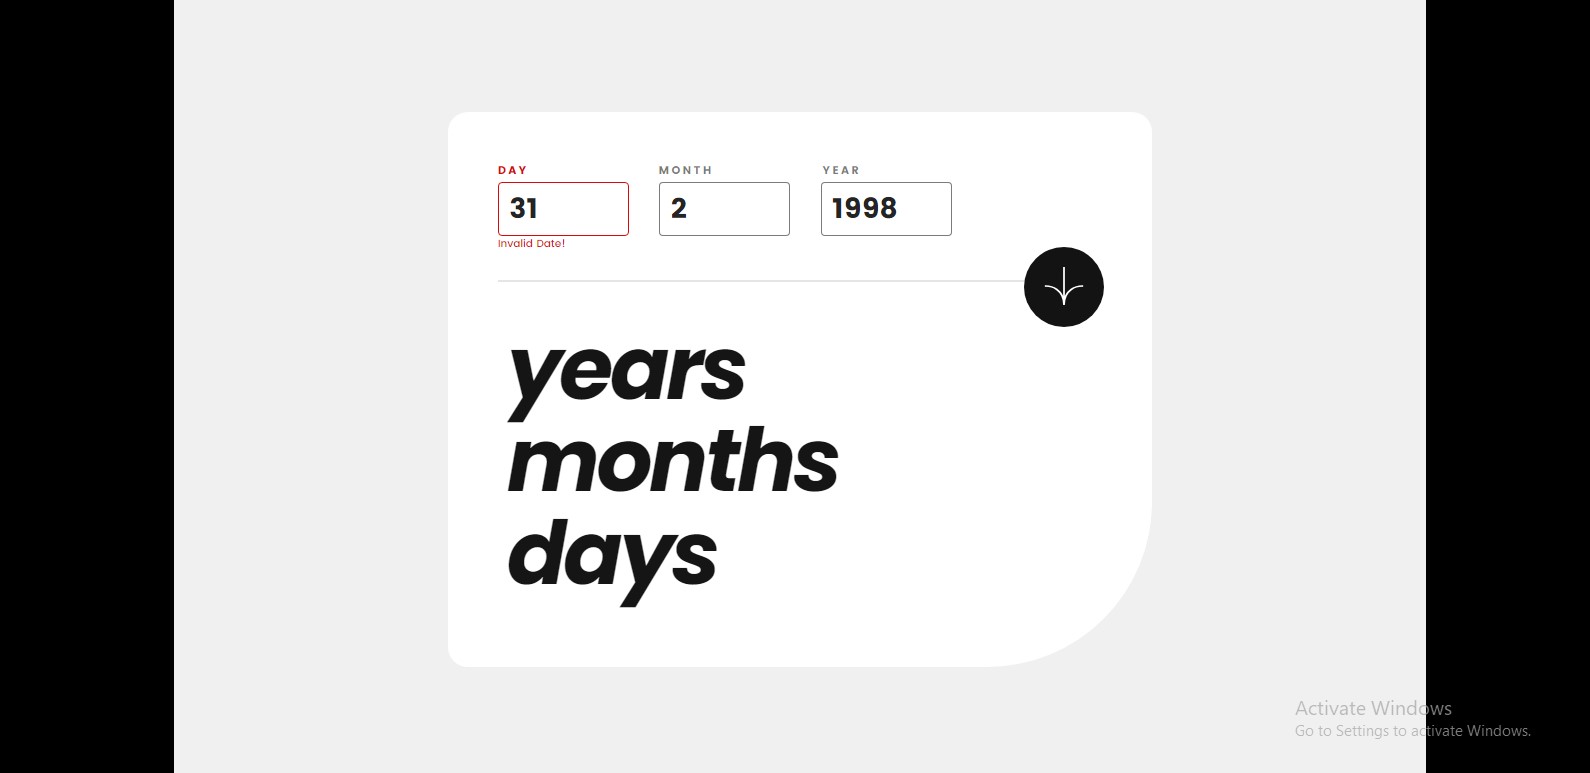 DAY MONTH YEAR
31 2 1998
Invalid Date!
years
months
days
Activate Windows
Go to Settings to activate Windows.